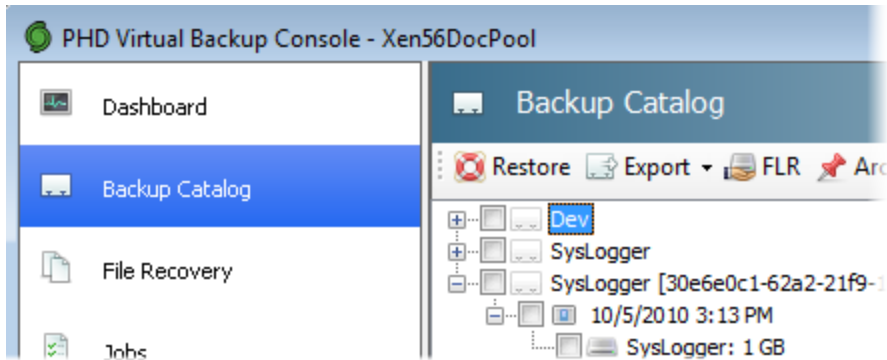 PHD Virtual Backup Console - Xen56DocPool
Dashboard
Backup Catalog
File Recovery
Jobs
Backup Catalog
Restore Export FLR
Dev
SysLogger
SysLogger [30e6e0c1-62a2-21f9-
10/5/2010 3:13 PM
SysLogger: 1 GB